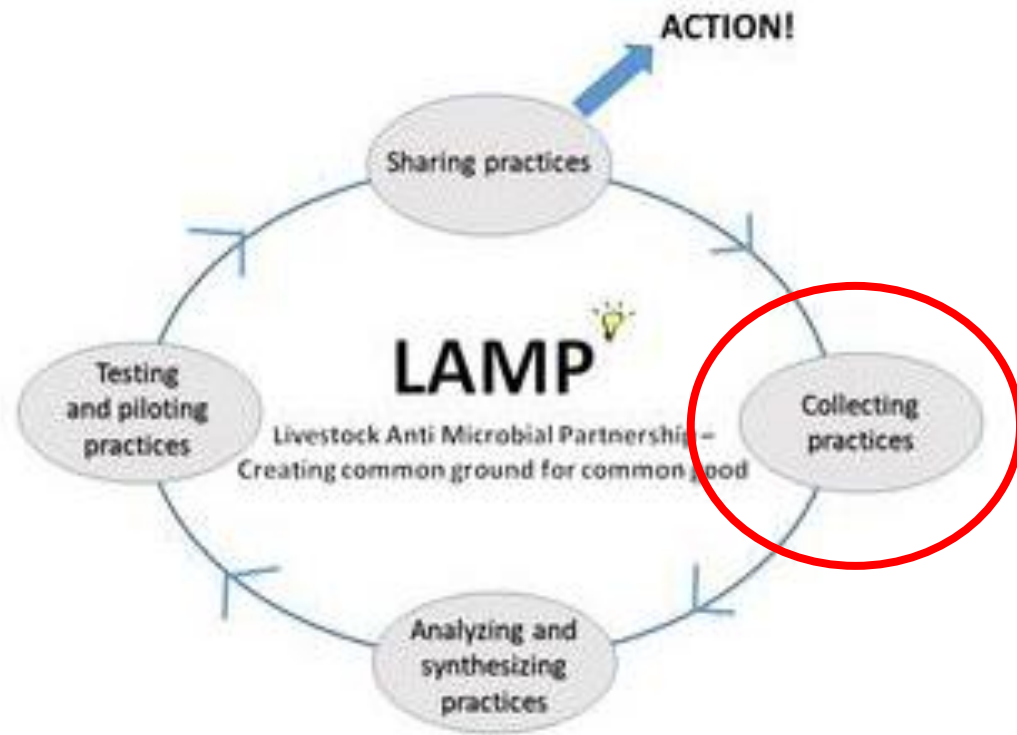 ACTION!
Sharing practices
LAMP
Livestock Anti Microbial Partnership –
Creating common ground for common good
Testing
and piloting
practices
Collecting
practices
Analyzing and
synthesizing
practices